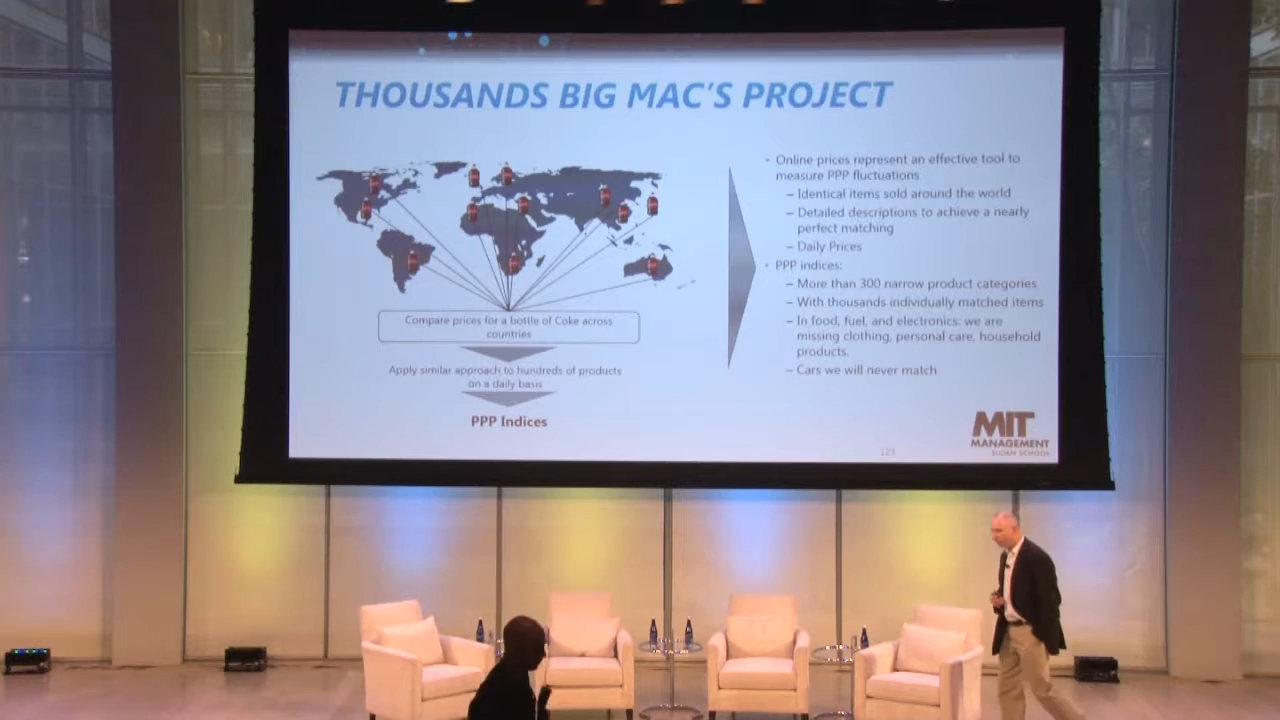 THOUSANDS BIG MAC'S PROJECT
Compare prices for a bottle of Coke across
countries
Apply similar approach to hundreds of products
on a daily basis
PPP Indices
- Online prices represent an effective tool to
measure PPP fluctuations
– Identical items sold around the world
– Detailed descriptions to achieve a nearly
perfect matching
– Daily Prices
- PPP indices:
– More than 300 narrow product categories
– With thousands individually matched items
– In food, fuel, and electronics: we are
missing clothing, personal care, household
products.
– Cars we will never match
123
MIT
MANAGEMENT
SLOAN SCHOOL